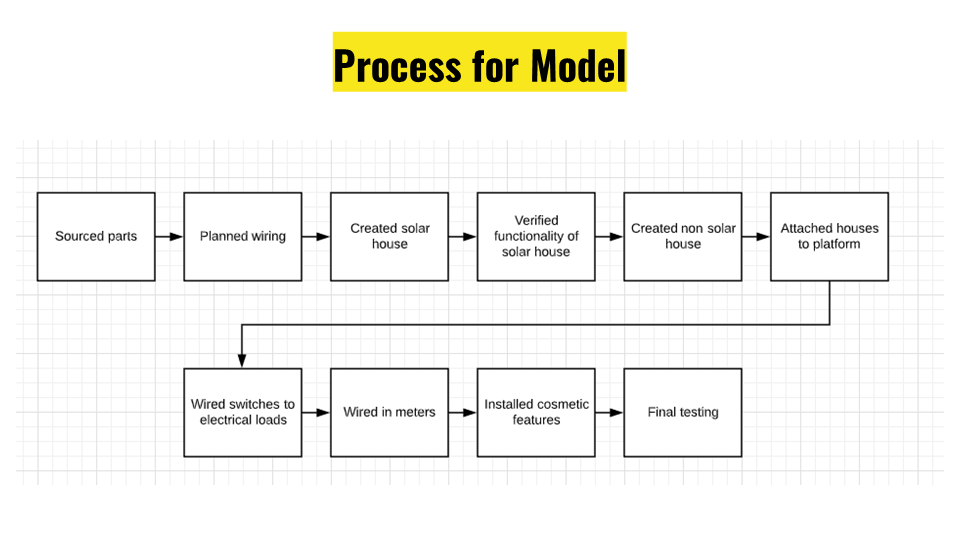 Process for Model
Sourced parts
Planned wiring
Created solar
house
Verified
functionality of
solar house
Created non solar
house
Attached houses
to platform
Wired switches to
electrical loads
Wired in meters
Installed cosmetic
features
Final testing